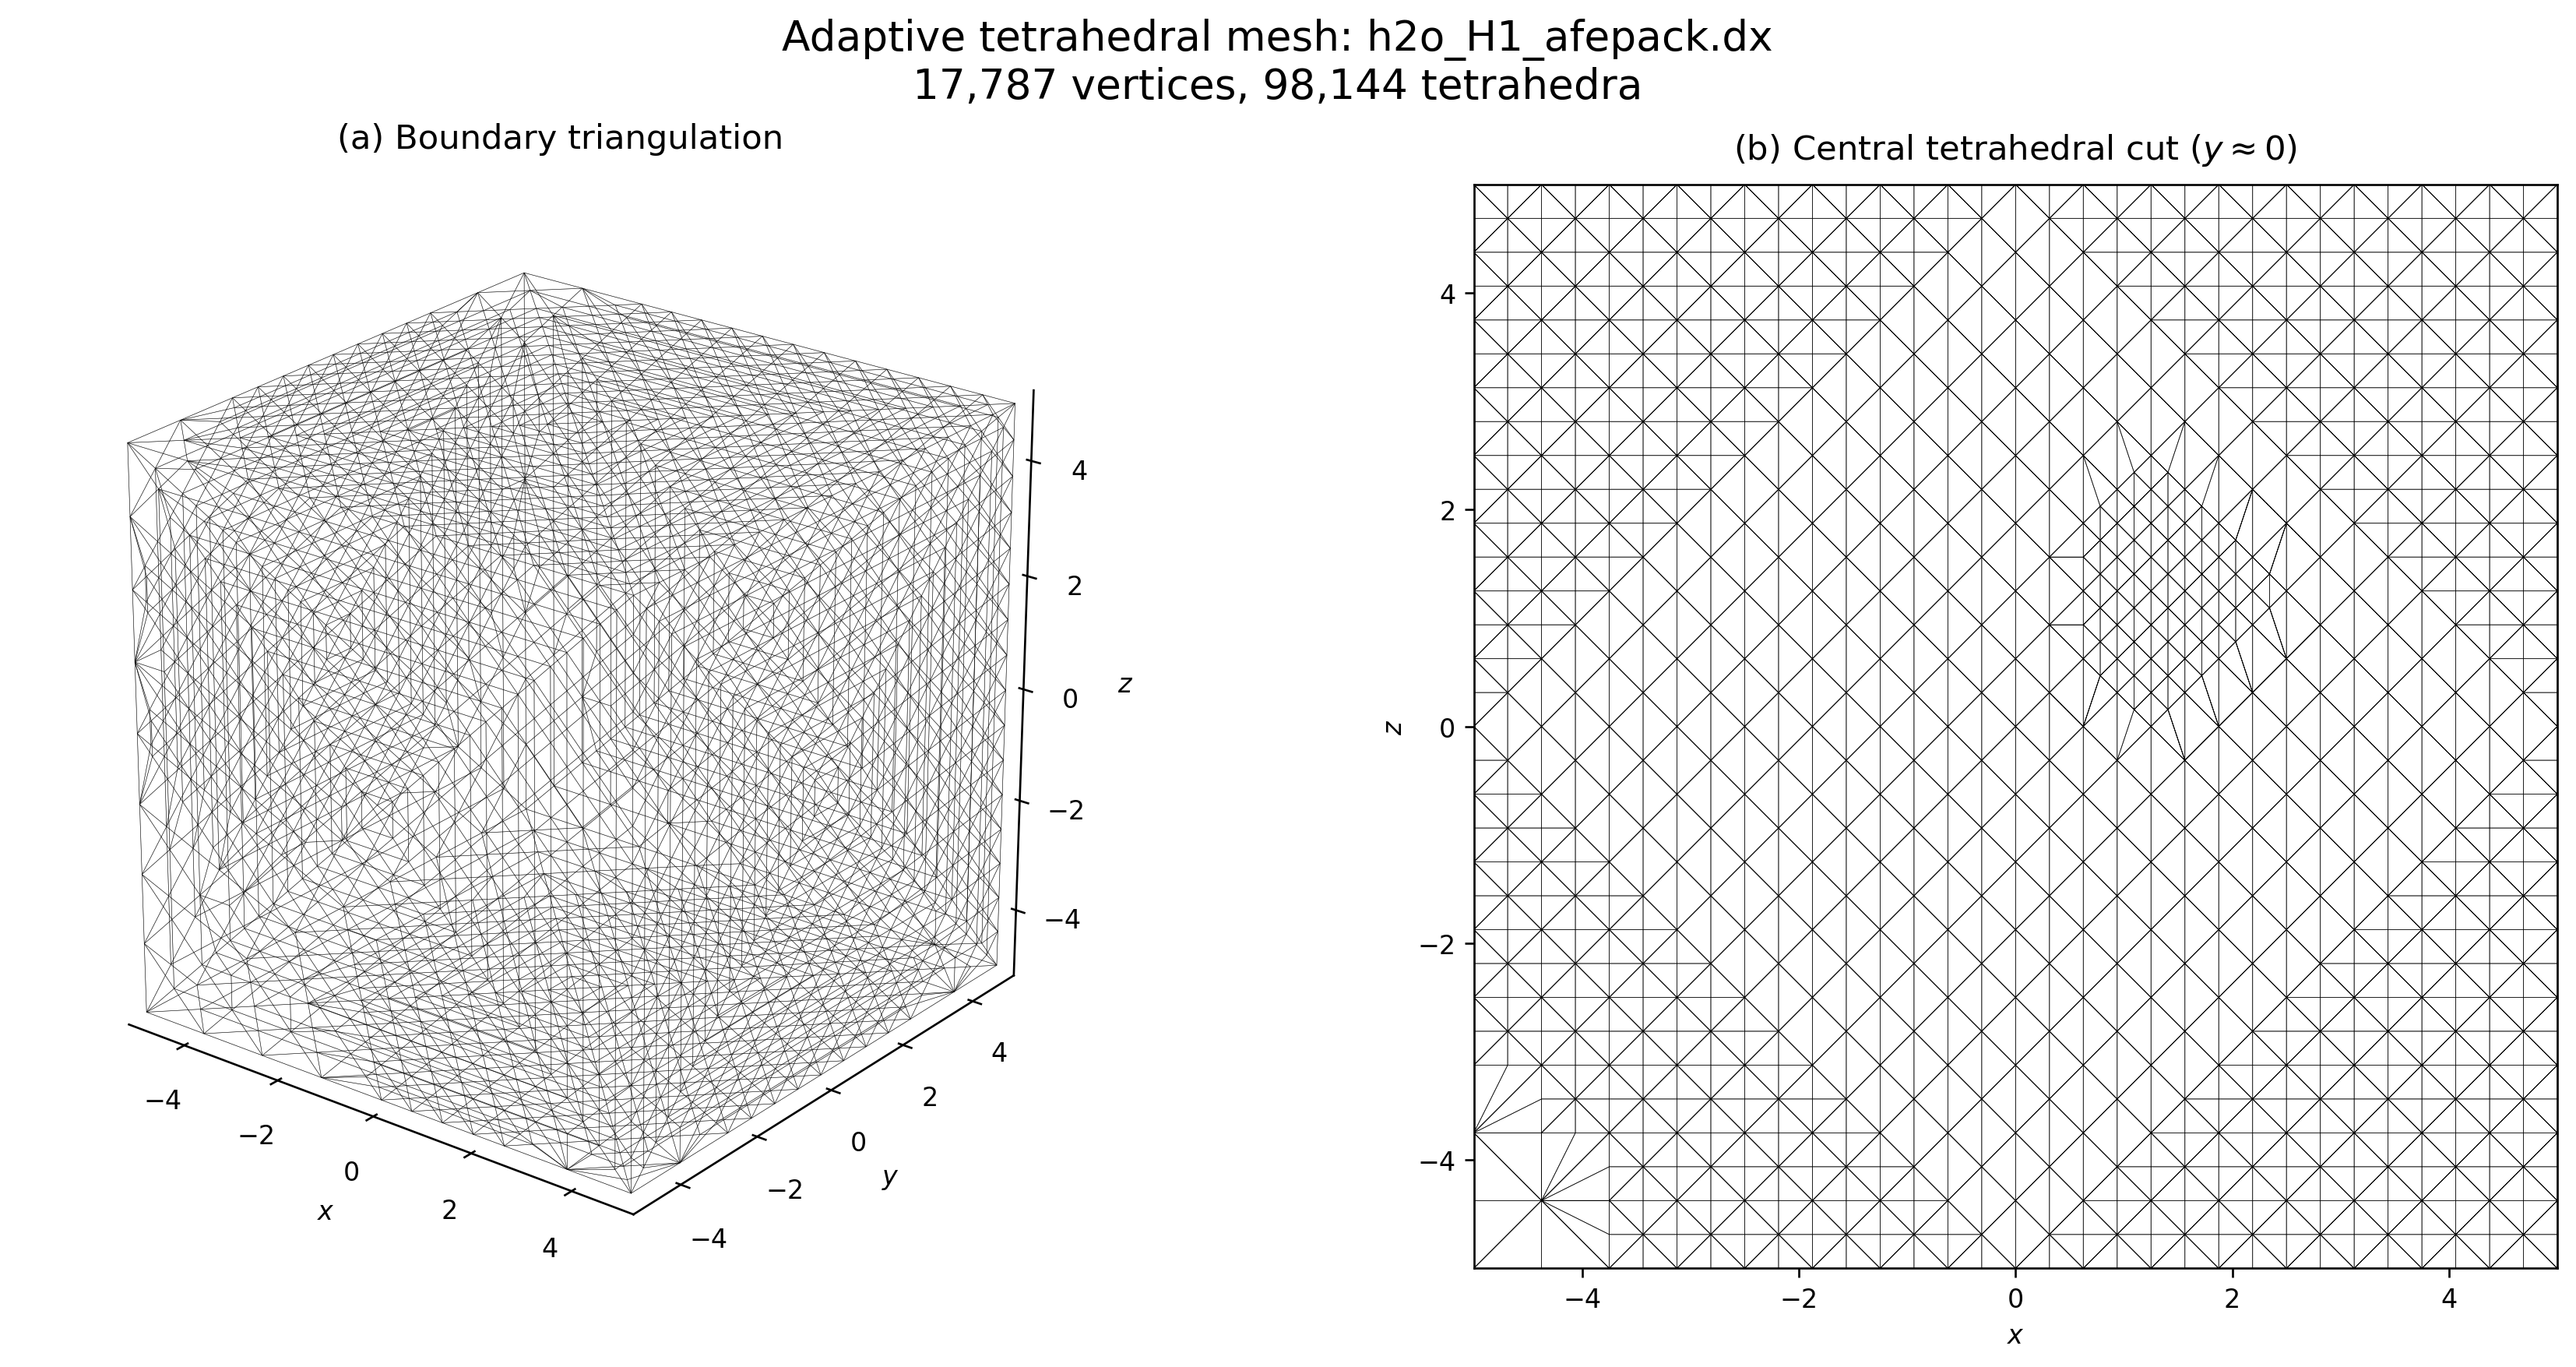 Adaptive tetrahedral mesh: h2o_H1_afepack.dx
17,787 vertices, 98,144 tetrahedra
(a) Boundary triangulation
4
2
0
−2
−4
z
−4
−2
0
2
4
x
−4
−2
0
2
4
y
(b) Central tetrahedral cut (y ≈ 0)
4
2
0
−2
−4
z
−4
−2
0
2
4
x